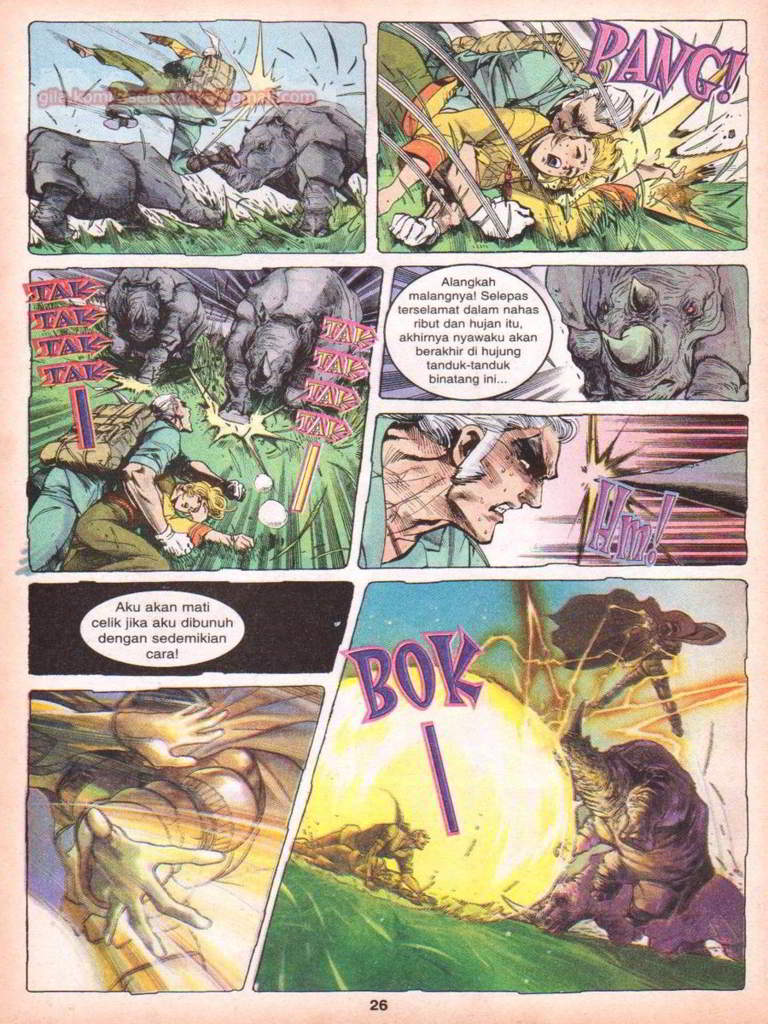 PANG!
TAK
TAK
TAK
TAK
TAK
TAK
TAK
TAK
Alangkah
malangnya! Selepas
terselamat dalam nahas
ribut dan hujan itu,
akhirnya nyawaku akan
berakhir di hujung
tanduk-tanduk
binatang ini...
Hm!
Aku akan mati
celik jika aku dibunuh
dengan sedemikian
cara!
BOK
26